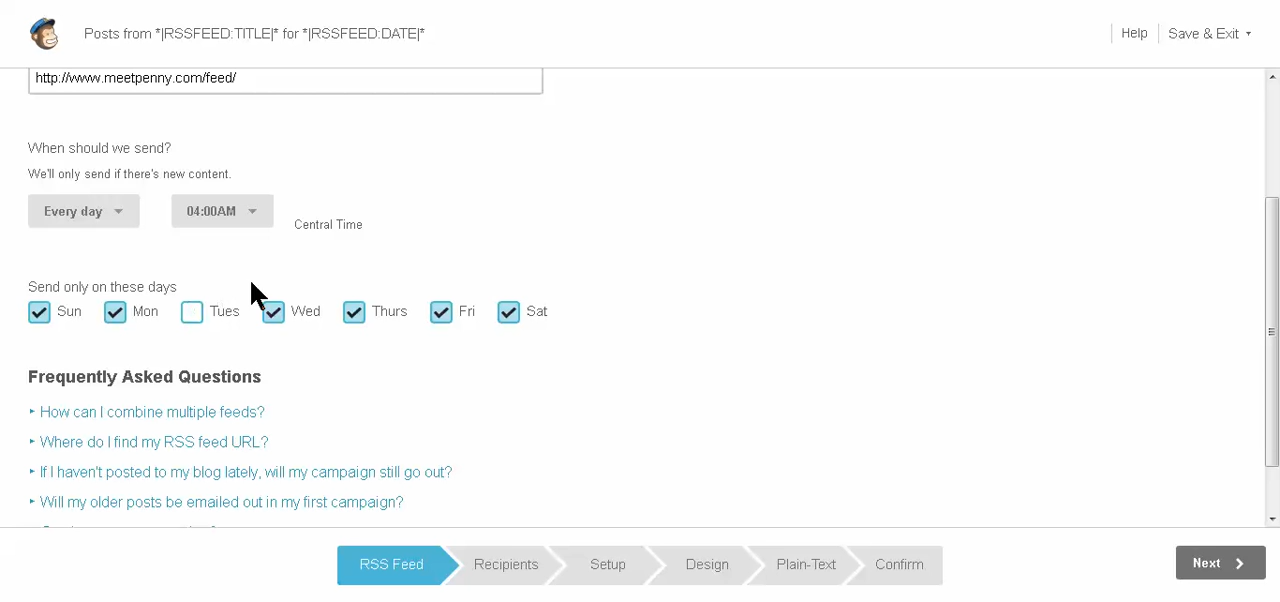 Posts from *|RSSFEED:TITLE|* for *|RSSFEED:DATE|*
Help
Save & Exit
http://www.meetpenny.com/feed/
When should we send?
We'll only send if there's new content.
Every day
04:00AM
Central Time
Send only on these days
Sun Mon Tues Wed Thurs Fri Sat
Frequently Asked Questions
How can I combine multiple feeds?
Where do I find my RSS feed URL?
If I haven't posted to my blog lately, will my campaign still go out?
Will my older posts be emailed out in my first campaign?
RSS Feed Recipients Setup Design Plain-Text Confirm
Next